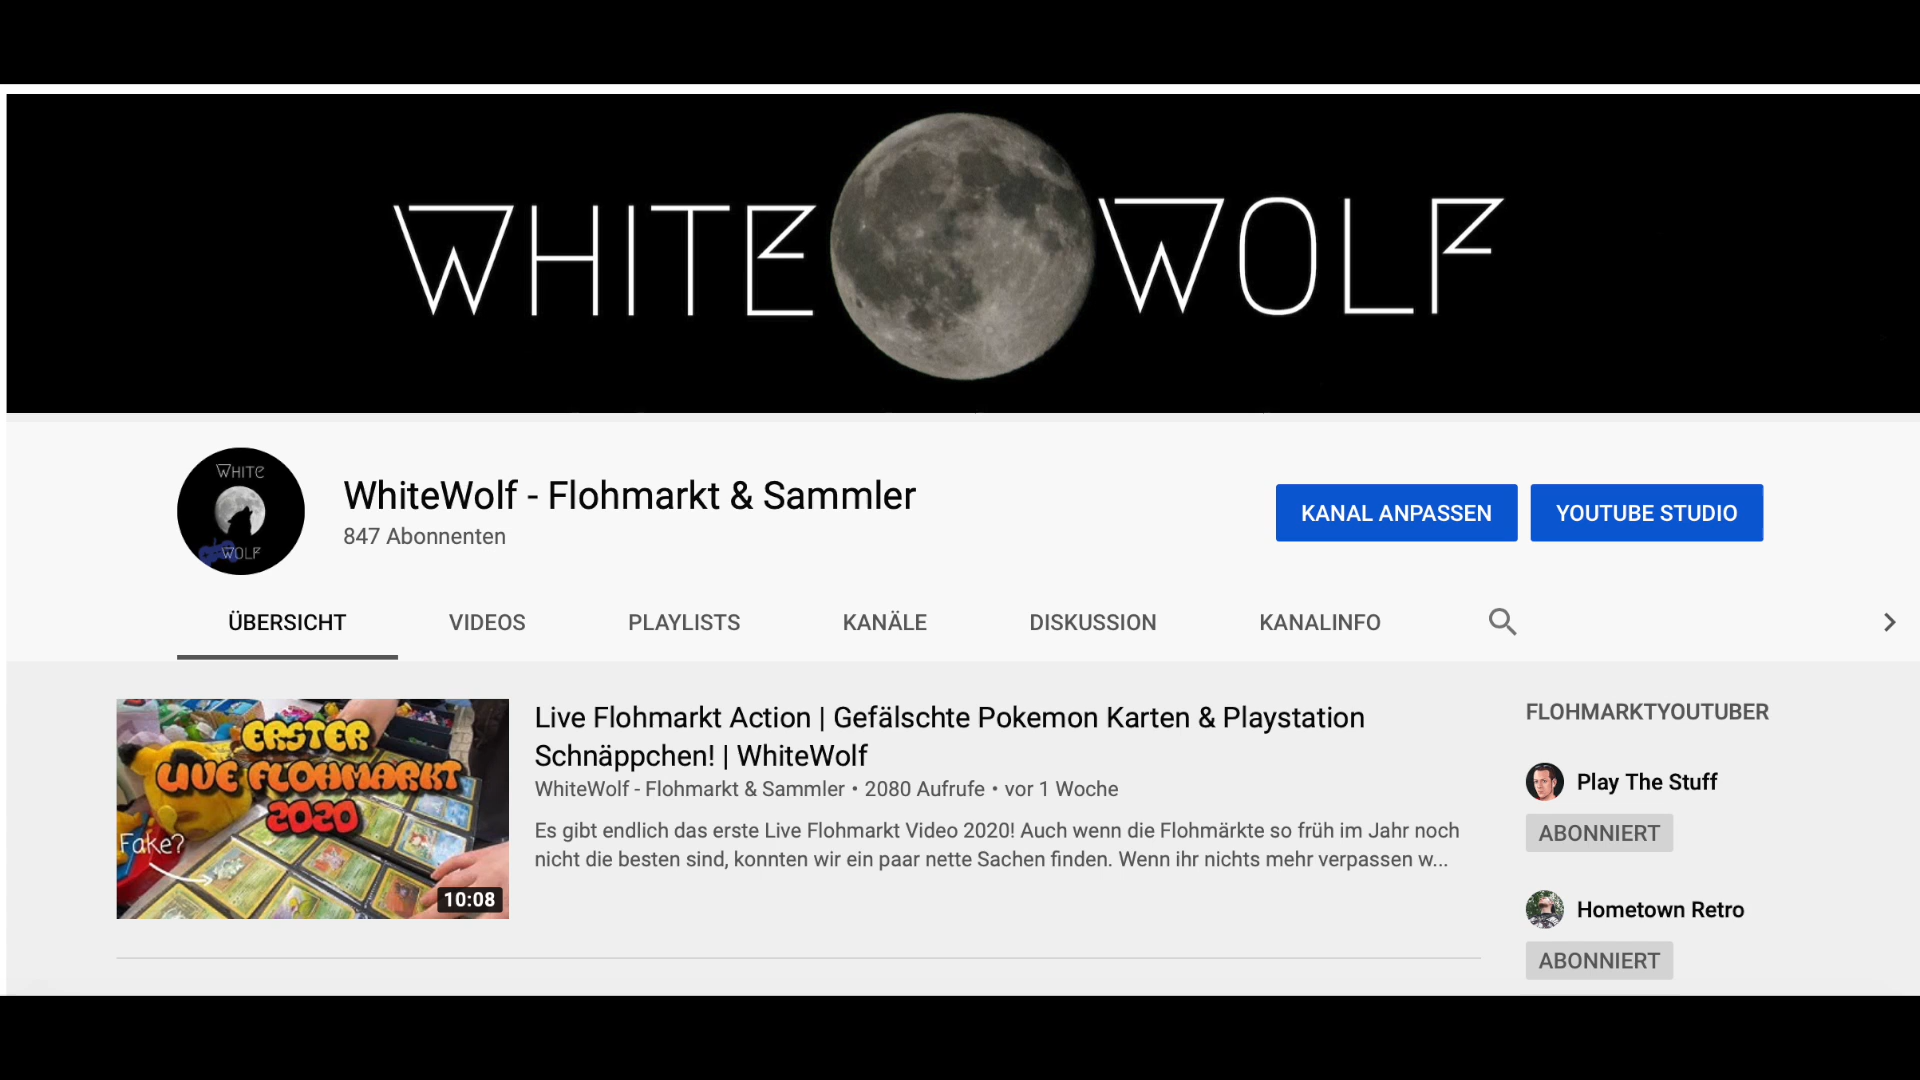 WHITE WOLF
WHITE
WOLF
WhiteWolf - Flohmarkt & Sammler
847 Abonnenten
KANAL ANPASSEN
YOUTUBE STUDIO
ÜBERSICHT
VIDEOS
PLAYLISTS
KANÄLE
DISKUSSION
KANALINFO
ERSTER
LIVE FLOHMARKT
2020
Fake?
10:08
Live Flohmarkt Action | Gefälschte Pokemon Karten & Playstation
Schnäppchen! | WhiteWolf
WhiteWolf - Flohmarkt & Sammler • 2080 Aufrufe • vor 1 Woche
Es gibt endlich das erste Live Flohmarkt Video 2020! Auch wenn die Flohmärkte so früh im Jahr noch
nicht die besten sind, konnten wir ein paar nette Sachen finden. Wenn ihr nichts mehr verpassen w...
FLOHMARKTYOUTUBER
Play The Stuff
ABONNIERT
Hometown Retro
ABONNIERT